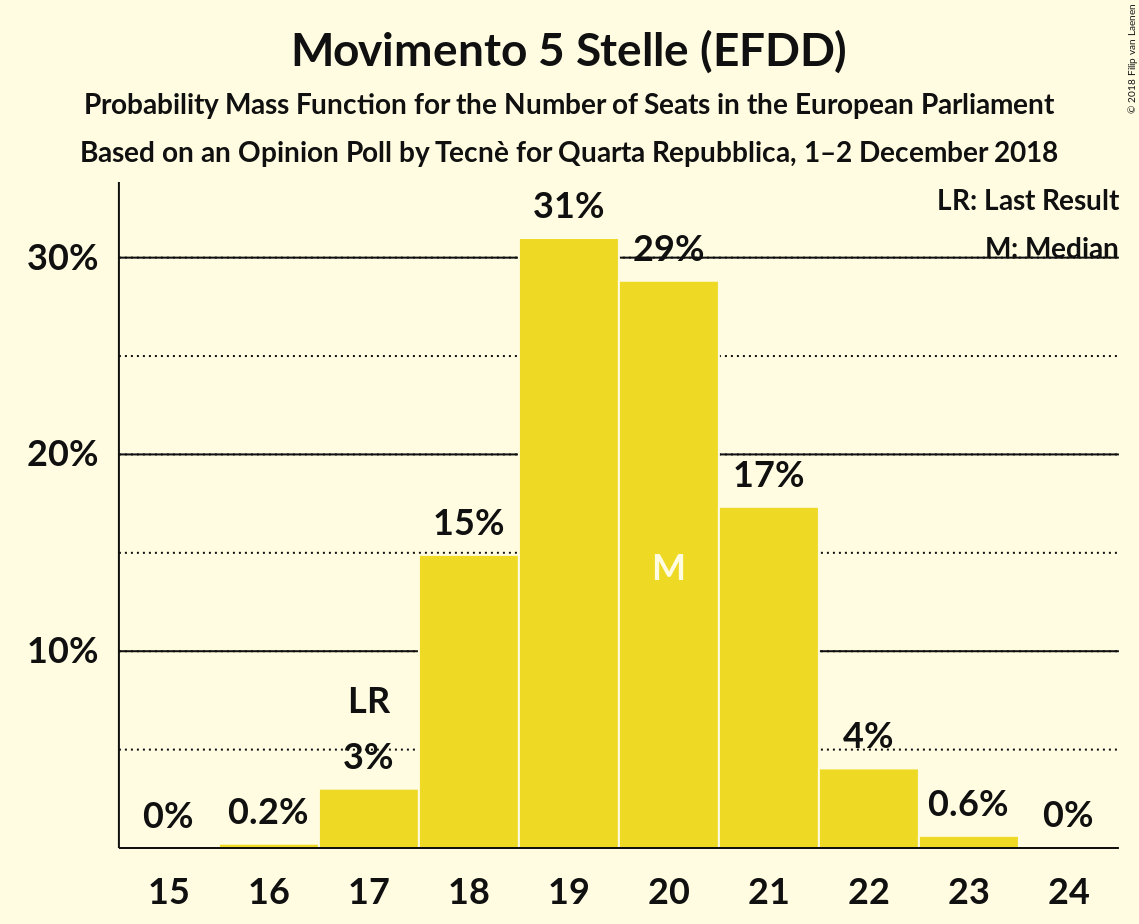 Movimento 5 Stelle (EFDD)
Probability Mass Function for the Number of Seats in the European Parliament
Based on an Opinion Poll by Tecnè for Quarta Repubblica, 1–2 December 2018
© 2018 Filip van Laenen
LR: Last Result
M: Median
31%
29%
30%
20%
17%
15%
M
10%
LR
3%
4%
0%
0.2%
0.6%
0%
15 16 17 18 19 20 21 22 23 24